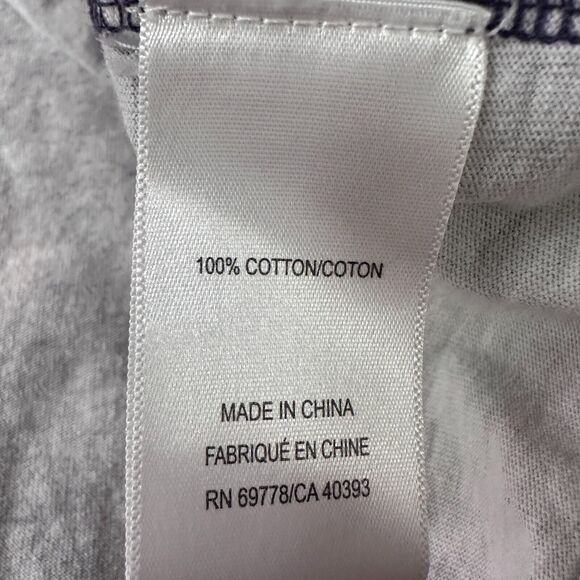 100% COTTON/COTON
MADE IN CHINA
FABRIQUÉ EN CHINE
RN 69778/CA 40393